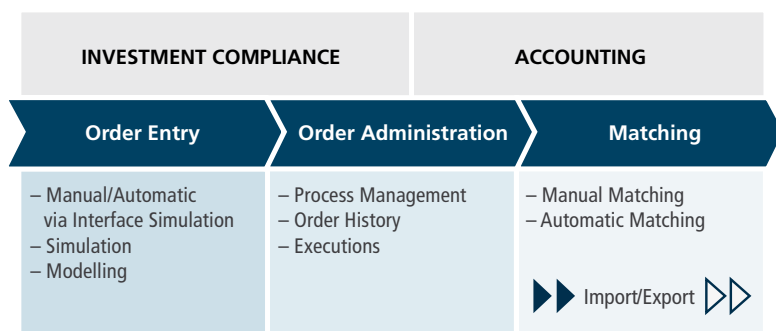 INVESTMENT COMPLIANCE
ACCOUNTING
Order Entry
Order Administration
Matching
– Manual/Automatic
via Interface Simulation
– Simulation
– Modelling
– Process Management
– Order History
– Executions
– Manual Matching
– Automatic Matching
Import/Export